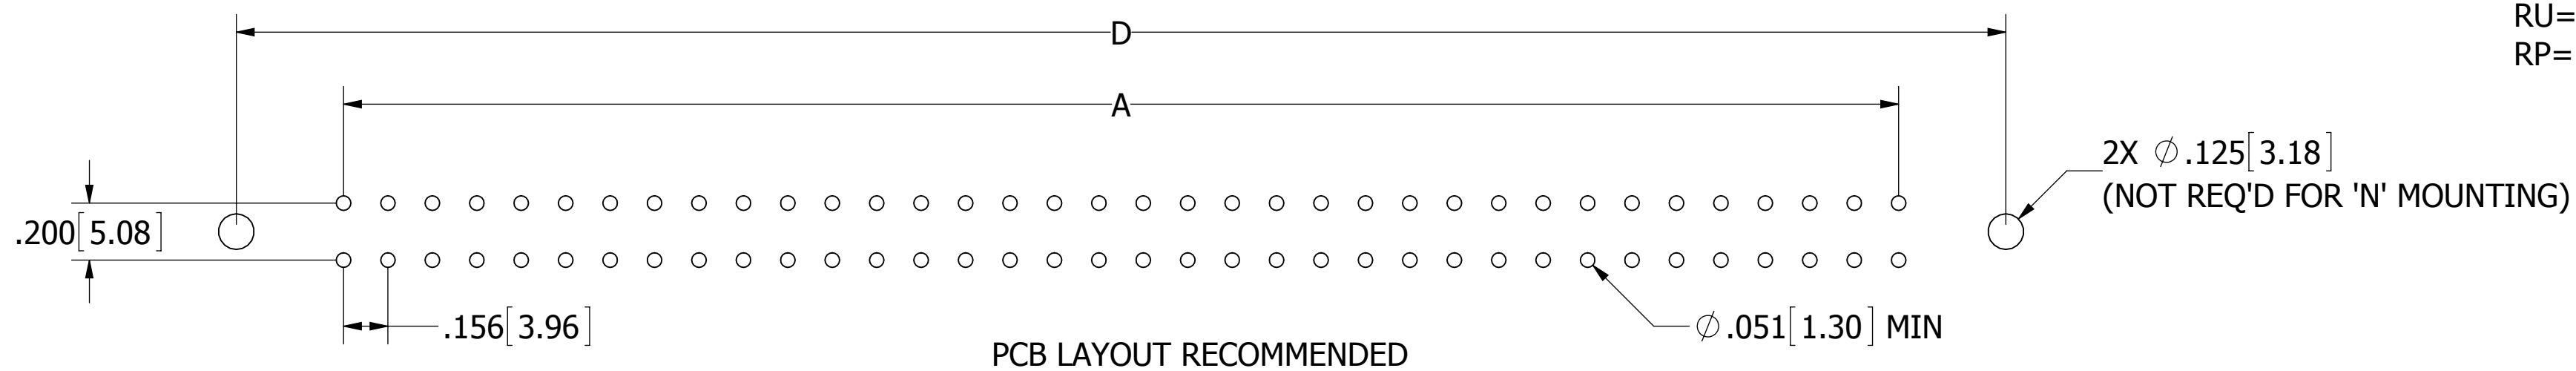 RU=
RP=
D
A
2X ∅.125[3.18]
(NOT REQ'D FOR 'N' MOUNTING)
.200[5.08]
.156[3.96]
∅.051[1.30] MIN
PCB LAYOUT RECOMMENDED